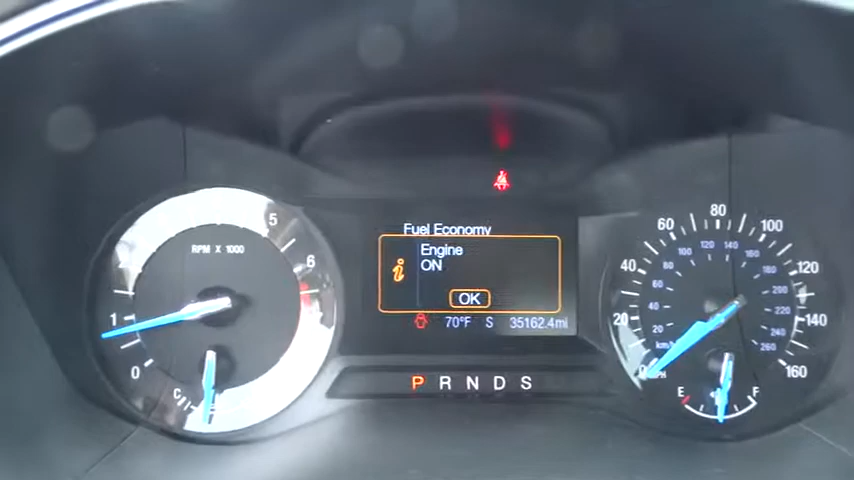 Fuel Economy
Engine
ON
i
OK
70°F S 35162.4mi
P R N D S
RPM X 1000
0
1
5
6
C
0
20
40
60
80
100
120
140
160
20
40
60
80
100
120
140
160
180
200
220
240
260
km/h
E F